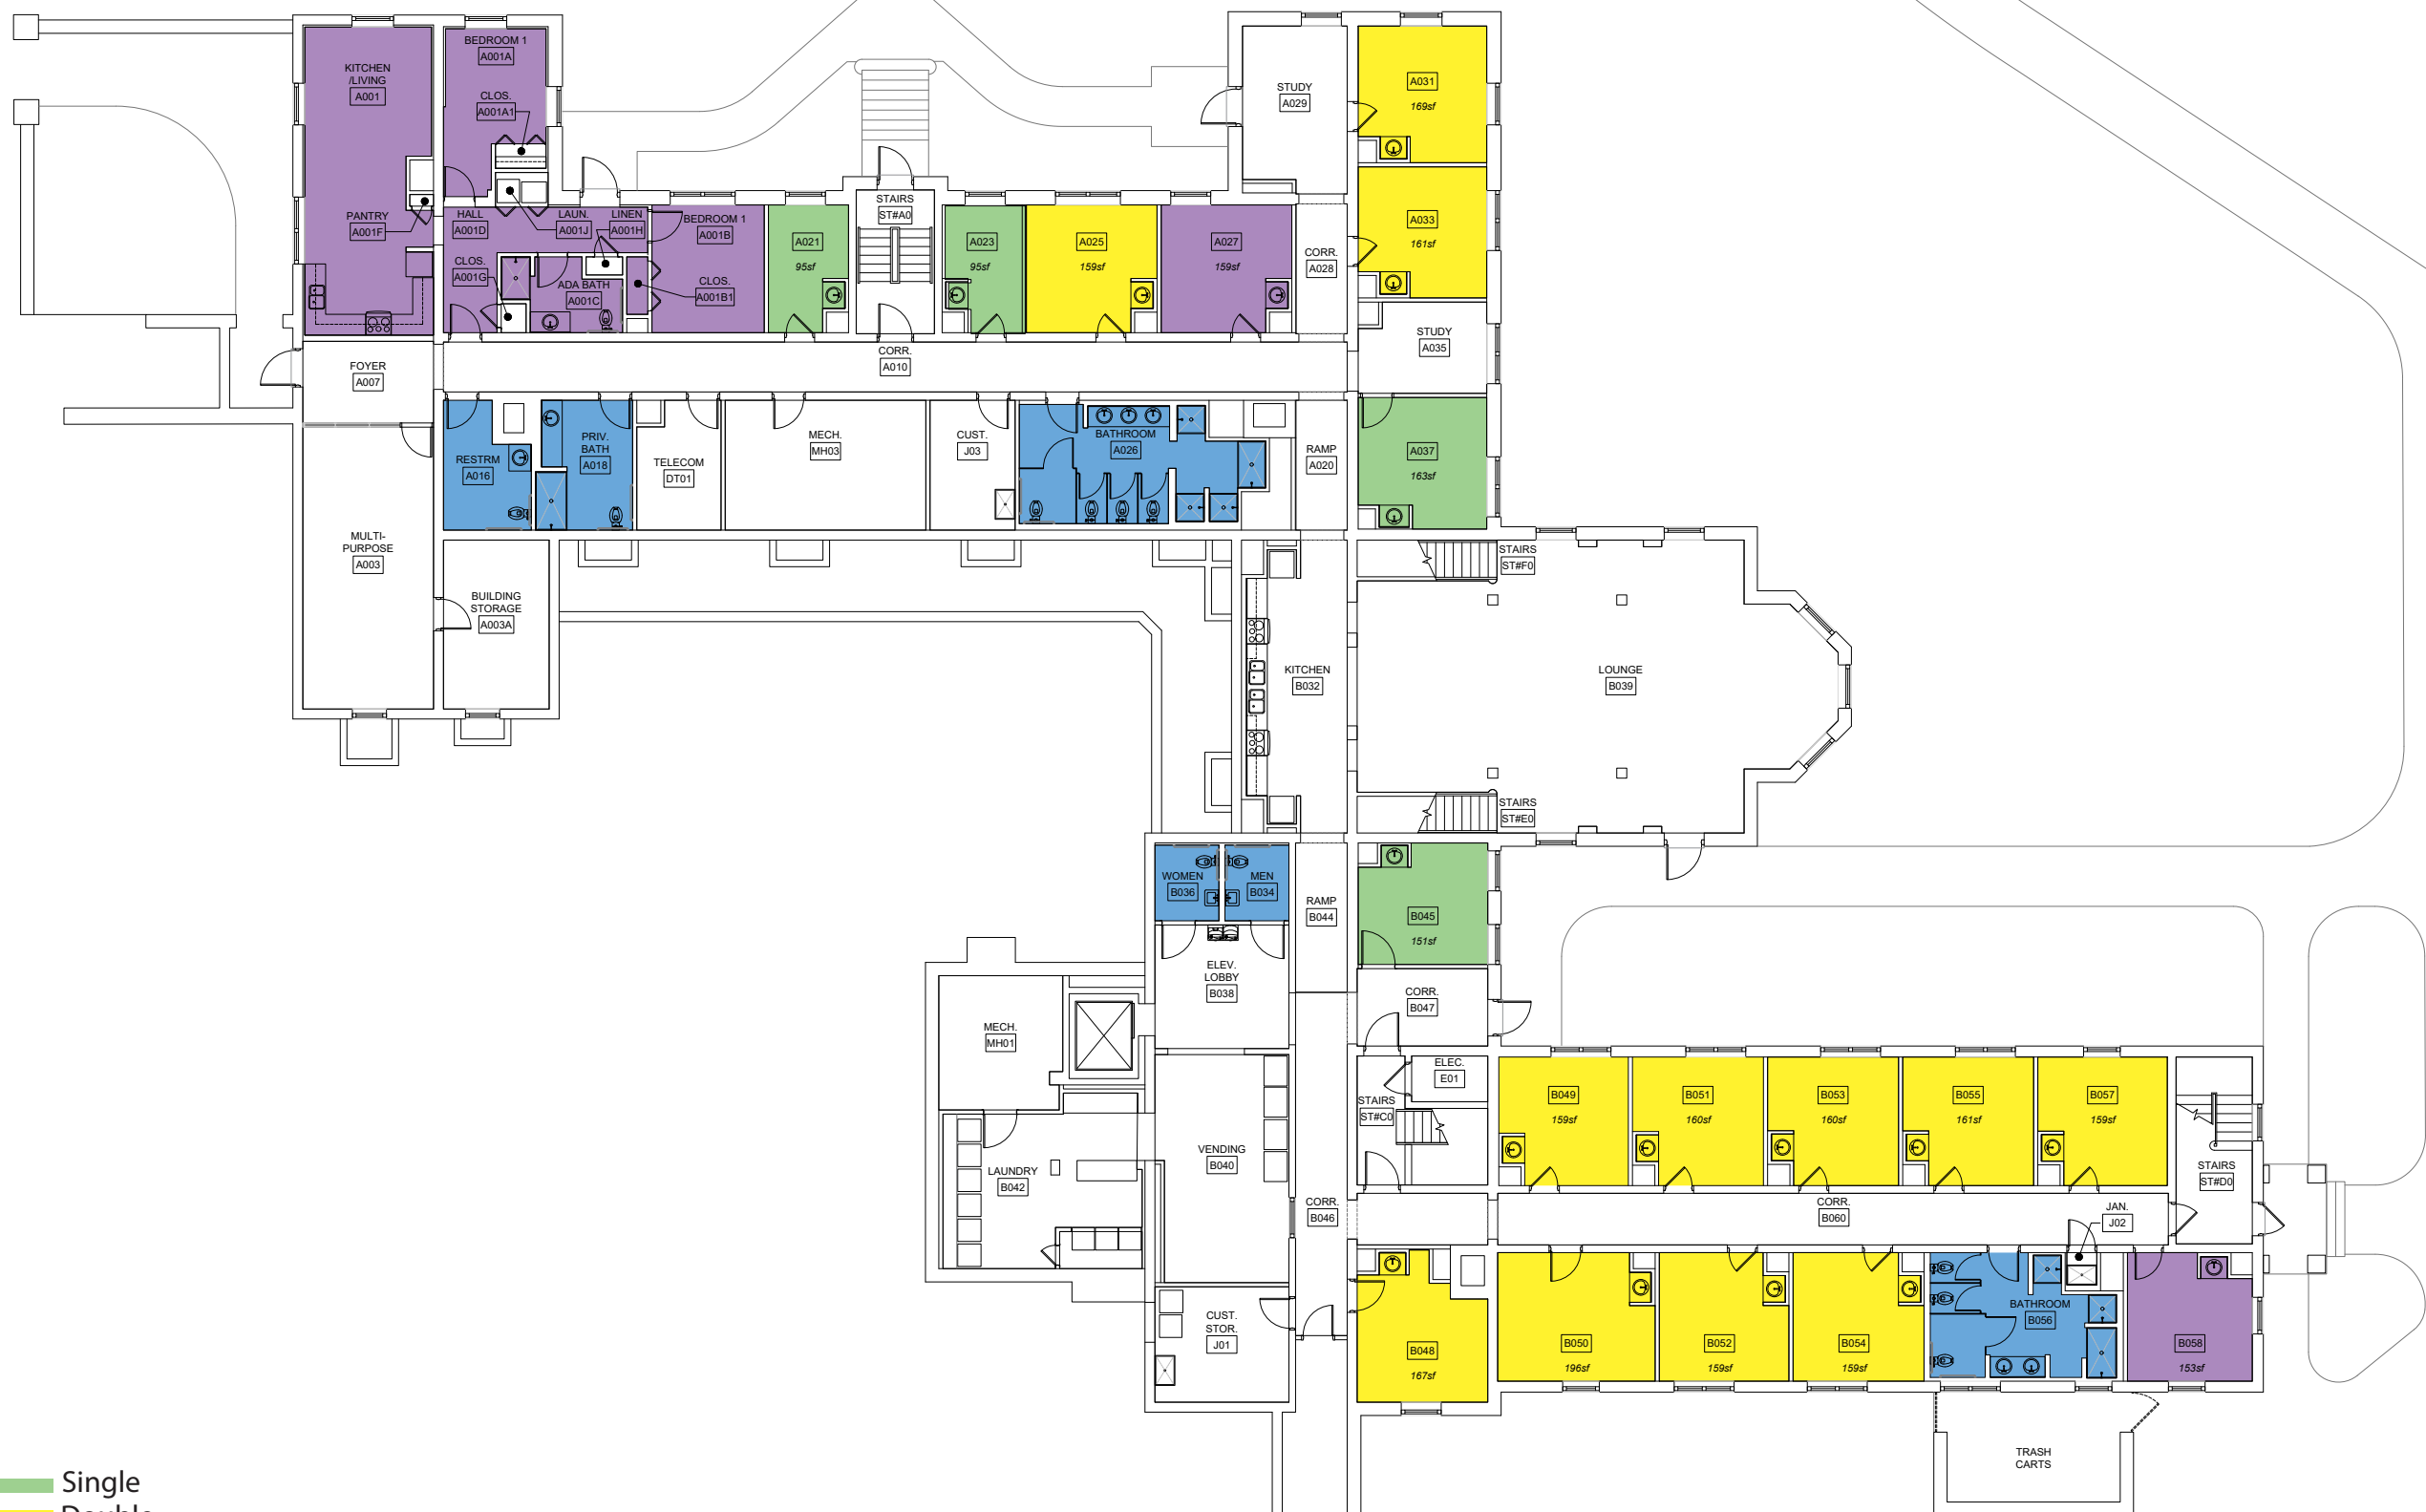 KITCHEN
/LIVING
A001
BEDROOM 1
A001A
CLOS.
A001A1
PANTRY
A001F
HALL
A001D
LAUN.
A001J
LINEN
A001H
CLOS.
A001G
ADA BATH
A001C
BEDROOM 1
A001B
CLOS.
A001B1
A021
95sf
STAIRS
ST#A0
A023
95sf
A025
159sf
A027
159sf
STUDY
A029
CORR.
A028
A031
169sf
A033
161sf
STUDY
A035
FOYER
A007
CORR.
A010
RESTRM
A016
PRIV.
BATH
A018
TELECOM
DT01
MECH.
MH03
CUST.
J03
BATHROOM
A026
RAMP
A020
A037
163sf
MULTI-
PURPOSE
A003
BUILDING
STORAGE
A003A
STAIRS
ST#F0
KITCHEN
B032
LOUNGE
B039
STAIRS
ST#E0
WOMEN
B036
MEN
B034
RAMP
B044
B045
151sf
ELEV.
LOBBY
B038
CORR.
B047
MECH.
MH01
ELEC.
E01
STAIRS
ST#C0
B049
159sf
B051
160sf
B053
160sf
B055
161sf
B057
159sf
STAIRS
ST#D0
LAUNDRY
B042
VENDING
B040
CORR.
B046
CORR.
B060
JAN.
J02
CUST.
STOR.
J01
B048
167sf
B050
196sf
B052
159sf
B054
159sf
BATHROOM
B056
B058
153sf
TRASH
CARTS
Single
Double